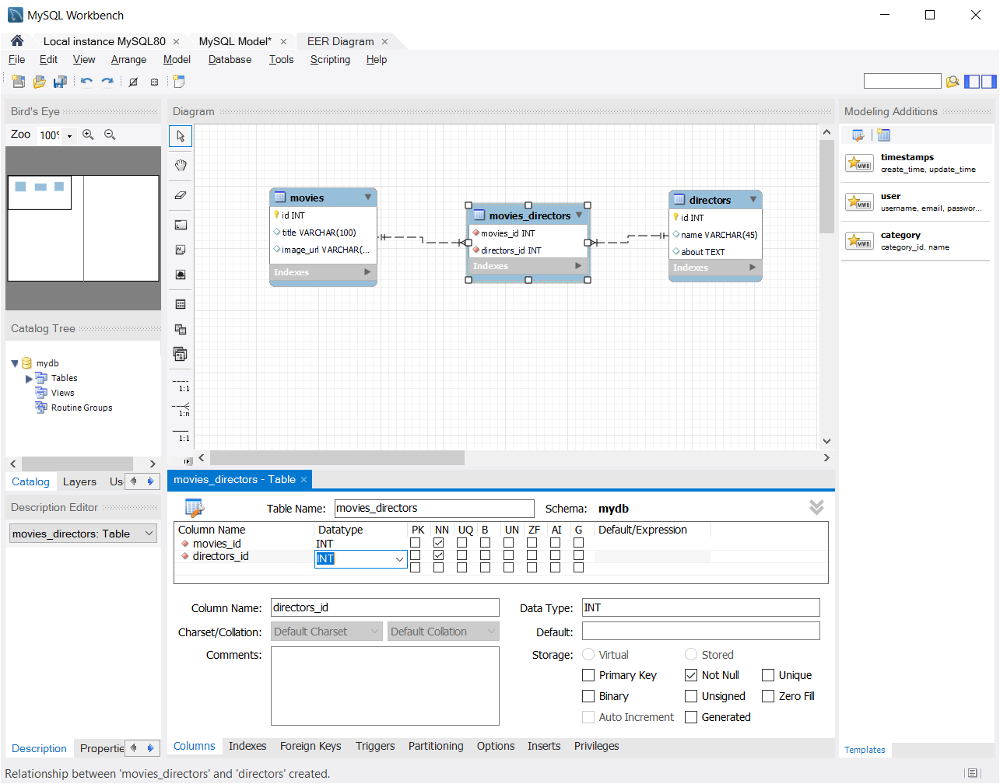 MySQL Workbench
Local instance MySQL80
MySQL Model*
EER Diagram
File Edit View Arrange Model Database Tools Scripting Help
Bird's Eye
Zoo 100%
Diagram
Modeling Additions
timestamps
create_time, update_time
user
username, email, passwor...
category
category_id, name
movies
id INT
title VARCHAR(100)
image_url VARCHAR(...
Indexes
movies_directors
movies_id INT
directors_id INT
Indexes
directors
id INT
name VARCHAR(45)
about TEXT
Indexes
1:1
1:n
1:1
Catalog Tree
mydb
Tables
Views
Routine Groups
Catalog Layers Us
Description Editor
movies_directors: Table
Description Propertie
movies_directors - Table
Table Name: movies_directors Schema: mydb
Column Name Datatype PK NN UQ B UN ZF AI G Default/Expression
movies_id INT
directors_id INT
Column Name: directors_id Data Type: INT
Charset/Collation: Default Charset Default Collation Default:
Comments: Storage: Virtual Stored
Primary Key Not Null Unique
Binary Unsigned Zero Fill
Auto Increment Generated
Columns Indexes Foreign Keys Triggers Partitioning Options Inserts Privileges
Templates
Relationship between 'movies_directors' and 'directors' created.